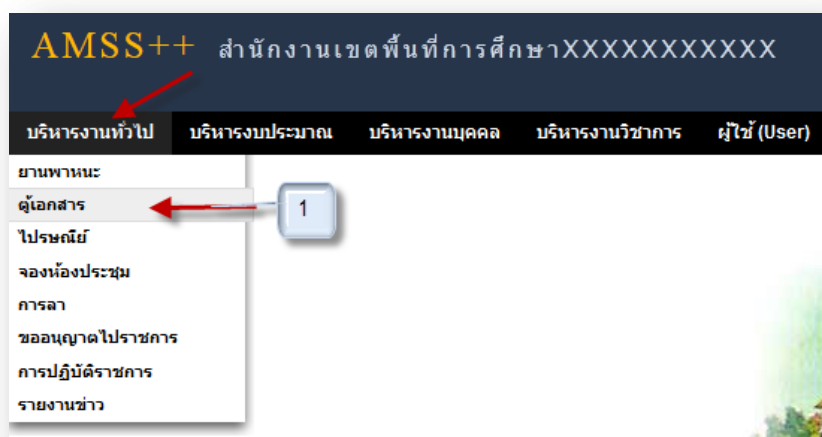 AMSS++ สำนักงานเขตพื้นที่การศึกษาXXXXXXXXXXX
บริหารงานทั่วไป บริหารงบประมาณ บริหารงานบุคคล บริหารงานวิชาการ ผู้ใช้ (User)
ยานพาหนะ
ตู้เอกสาร
1
ไปรษณีย์
จองห้องประชุม
การลา
ขออนุญาตไปราชการ
การปฏิบัติราชการ
รายงานข่าว